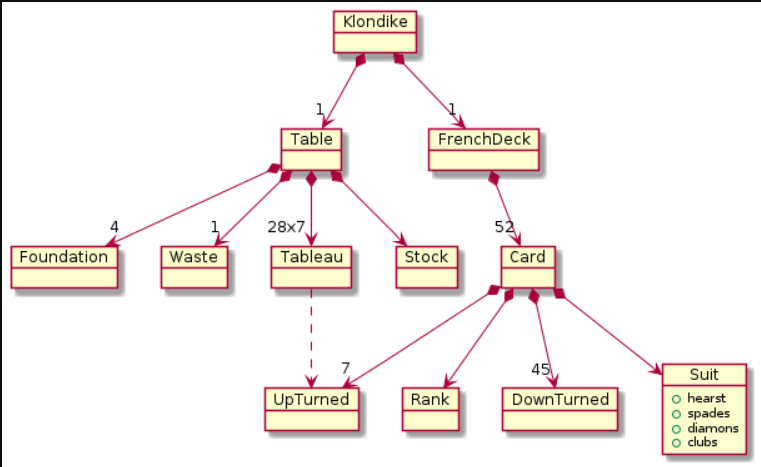 Klondike
1
1
Table
FrenchDeck
4
1
28x7
52
Foundation
Waste
Tableau
Stock
Card
7
45
UpTurned
Rank
DownTurned
Suit
hearst
spades
diamons
clubs